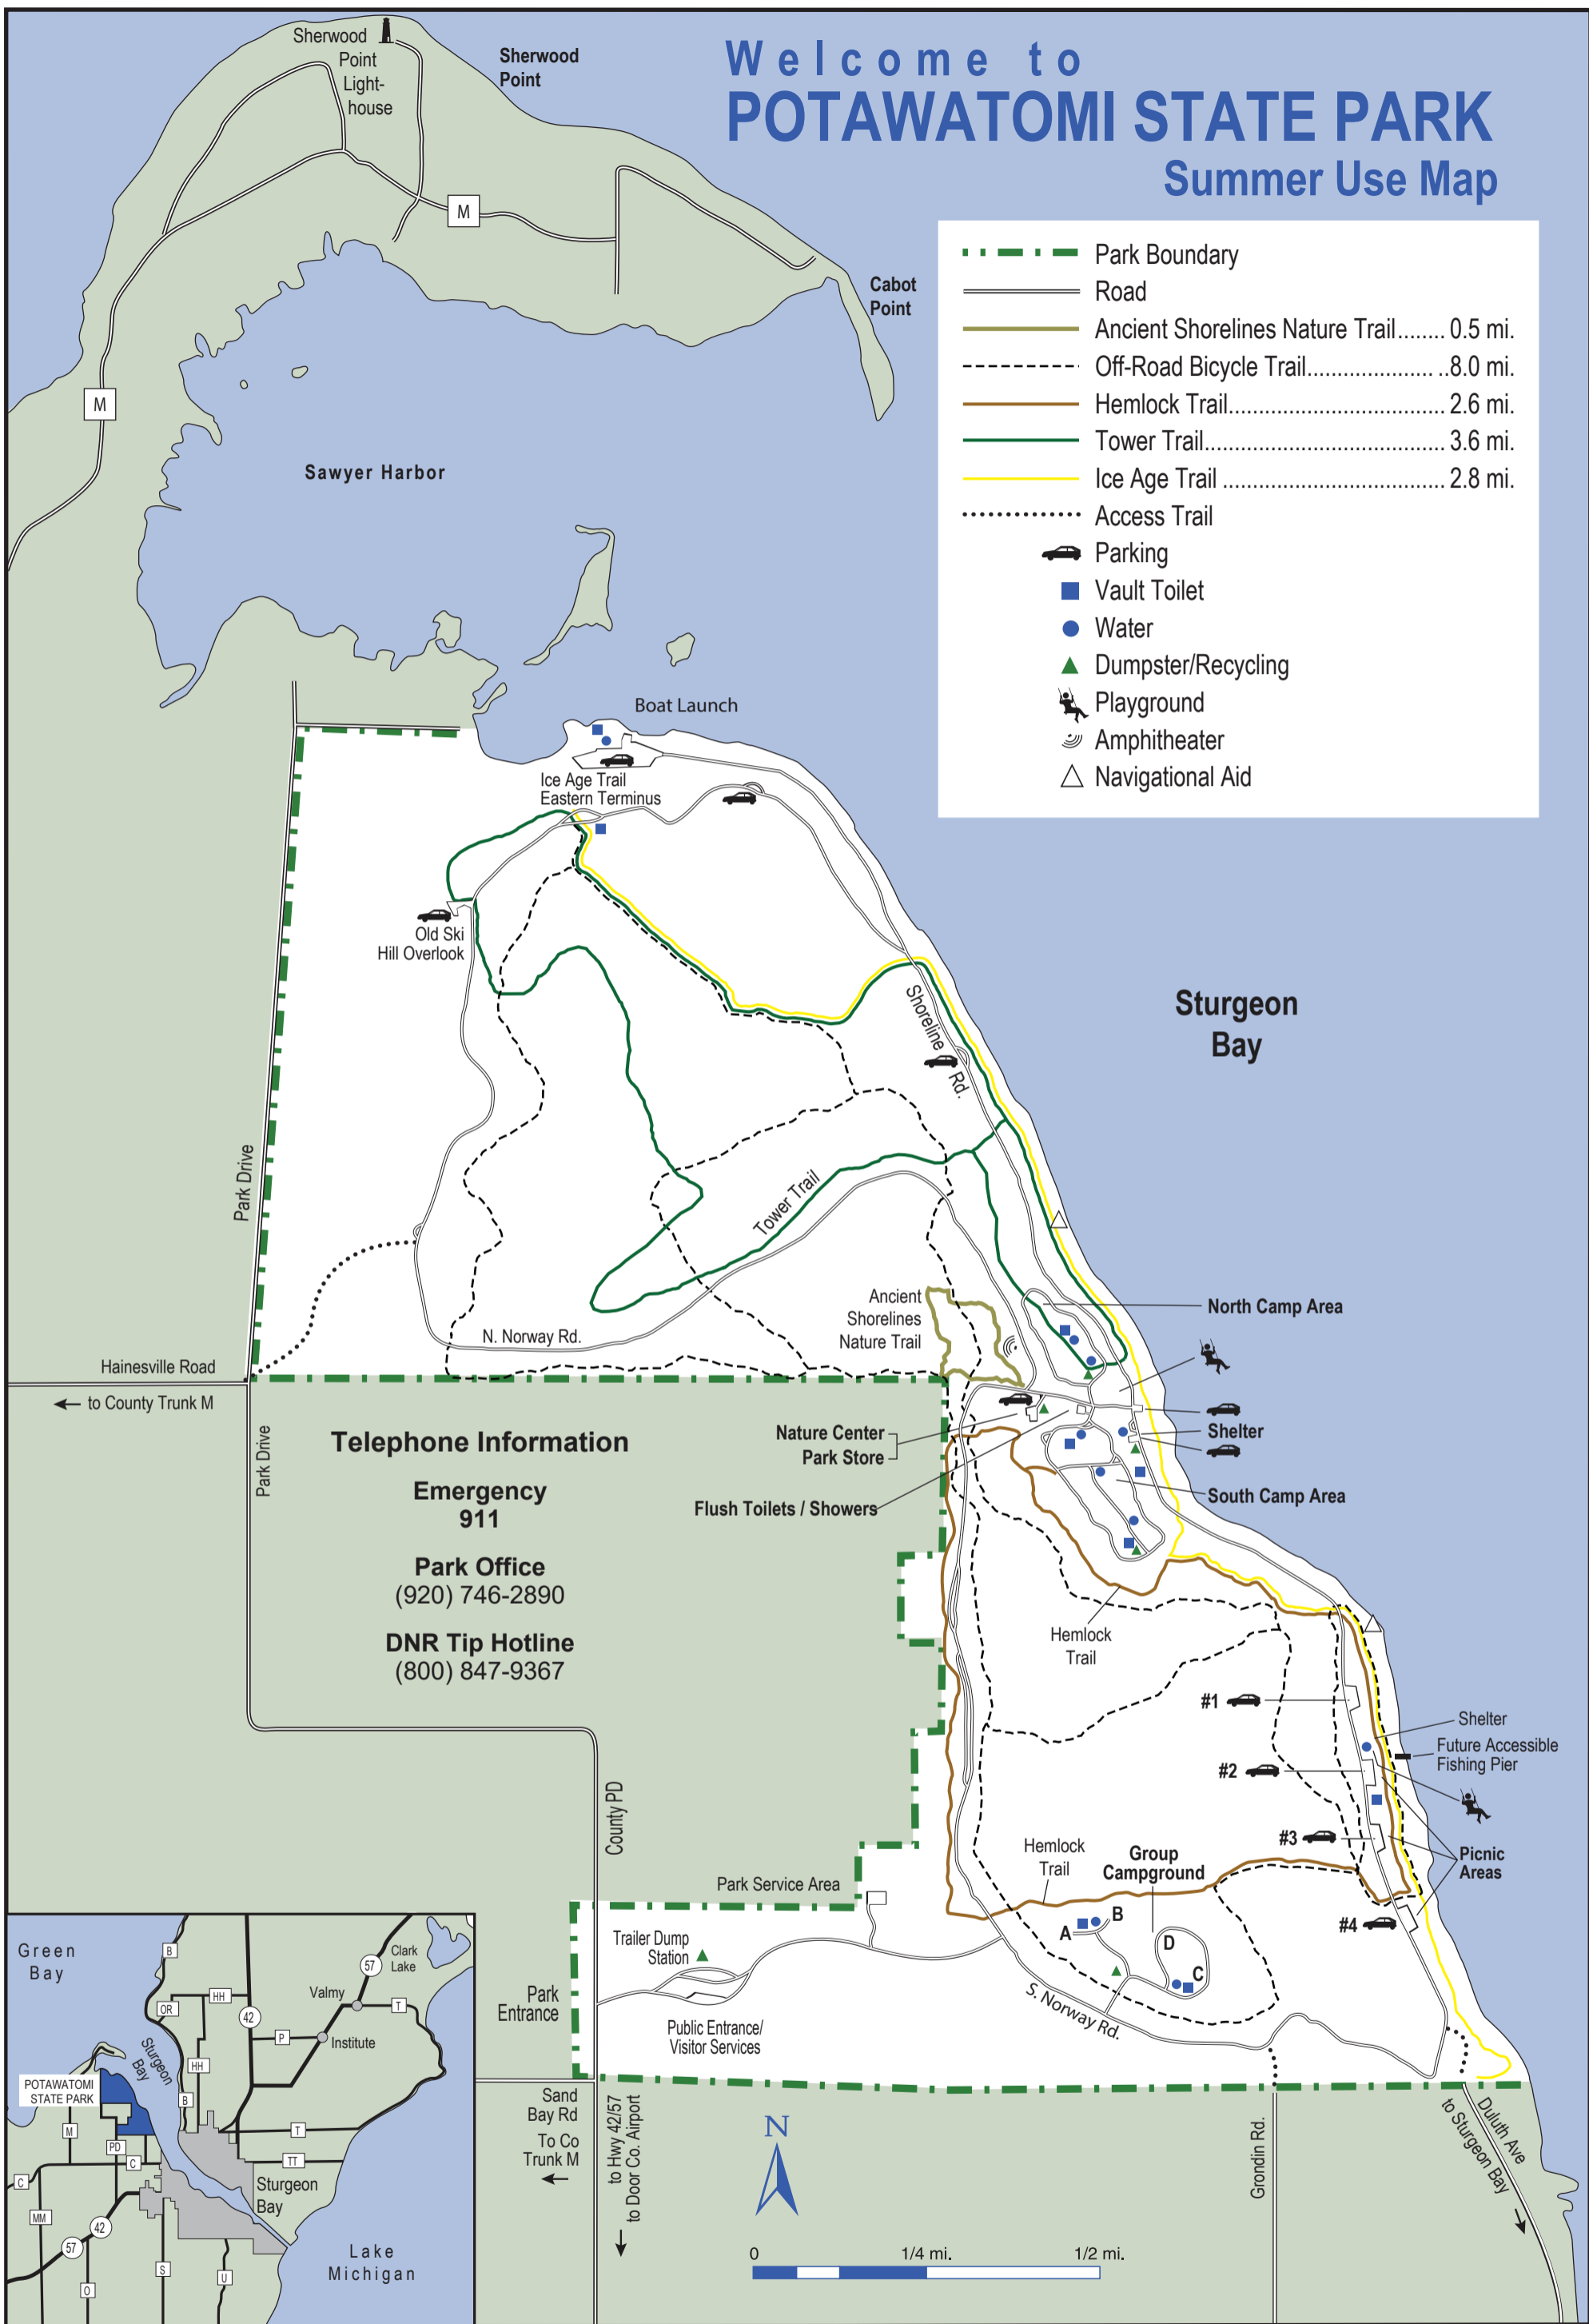 Welcome to
POTAWATOMI STATE PARK
Summer Use Map
Sherwood
Point
Light-
house
Sherwood
Point
M
Cabot
Point
M
Sawyer Harbor
Park Boundary
Road
Ancient Shorelines Nature Trail........ 0.5 mi.
Off-Road Bicycle Trail..................... ..8.0 mi.
Hemlock Trail.................................... 2.6 mi.
Tower Trail........................................ 3.6 mi.
Ice Age Trail ..................................... 2.8 mi.
Access Trail
Parking
Vault Toilet
Water
Dumpster/Recycling
Playground
Amphitheater
Navigational Aid
Boat Launch
Ice Age Trail
Eastern Terminus
Old Ski
Hill Overlook
Shoreline Rd.
Sturgeon
Bay
Park Drive
Tower Trail
Ancient
Shorelines
Nature Trail
North Camp Area
N. Norway Rd.
Hainesville Road
← to County Trunk M
Park Drive
Telephone Information
Emergency
911
Park Office
(920) 746-2890
DNR Tip Hotline
(800) 847-9367
Nature Center
Park Store
Flush Toilets / Showers
Shelter
South Camp Area
Hemlock
Trail
#1
Shelter
Future Accessible
Fishing Pier
#2
#3
Picnic
Areas
#4
County PD
Hemlock
Trail
Group
Campground
Park Service Area
A
B
D
C
Trailer Dump
Station
Park
Entrance
Public Entrance/
Visitor Services
S. Norway Rd.
Sand
Bay Rd
To Co
Trunk M
←
to Hwy 42/57
to Door Co. Airport
N
Grondin Rd.
Duluth Ave
to Sturgeon Bay
0 1/4 mi. 1/2 mi.
Green
Bay
B
57
Clark
Lake
Valmy
OR
HH
42
T
P
Institute
Sturgeon
Bay
HH
POTAWATOMI
STATE PARK
B
M
T
PD
C
TT
C
Sturgeon
Bay
MM
42
57
Lake
Michigan
S
U
O